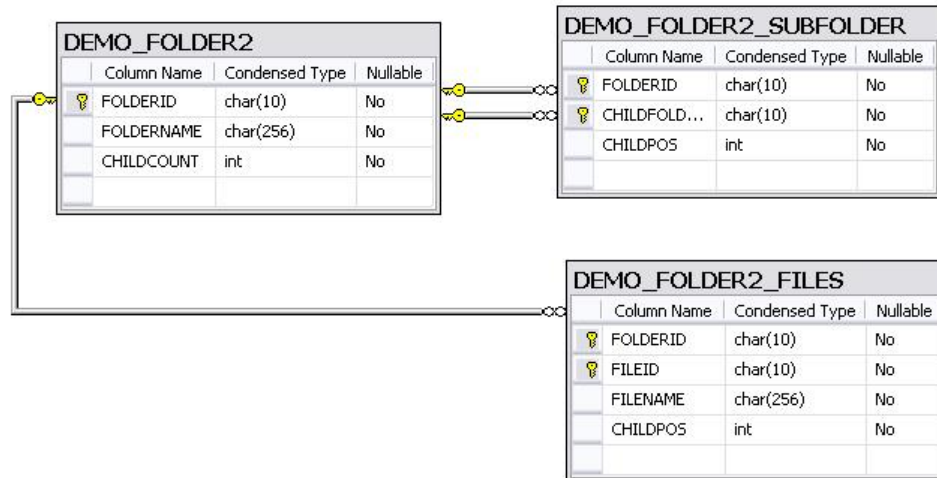 DEMO_FOLDER2
Column Name Condensed Type Nullable
FOLDERID char(10) No
FOLDERNAME char(256) No
CHILDCOUNT int No
DEMO_FOLDER2_SUBFOLDER
Column Name Condensed Type Nullable
FOLDERID char(10) No
CHILDFOLD... char(10) No
CHILDPOS int No
DEMO_FOLDER2_FILES
Column Name Condensed Type Nullable
FOLDERID char(10) No
FILEID char(10) No
FILENAME char(256) No
CHILDPOS int No